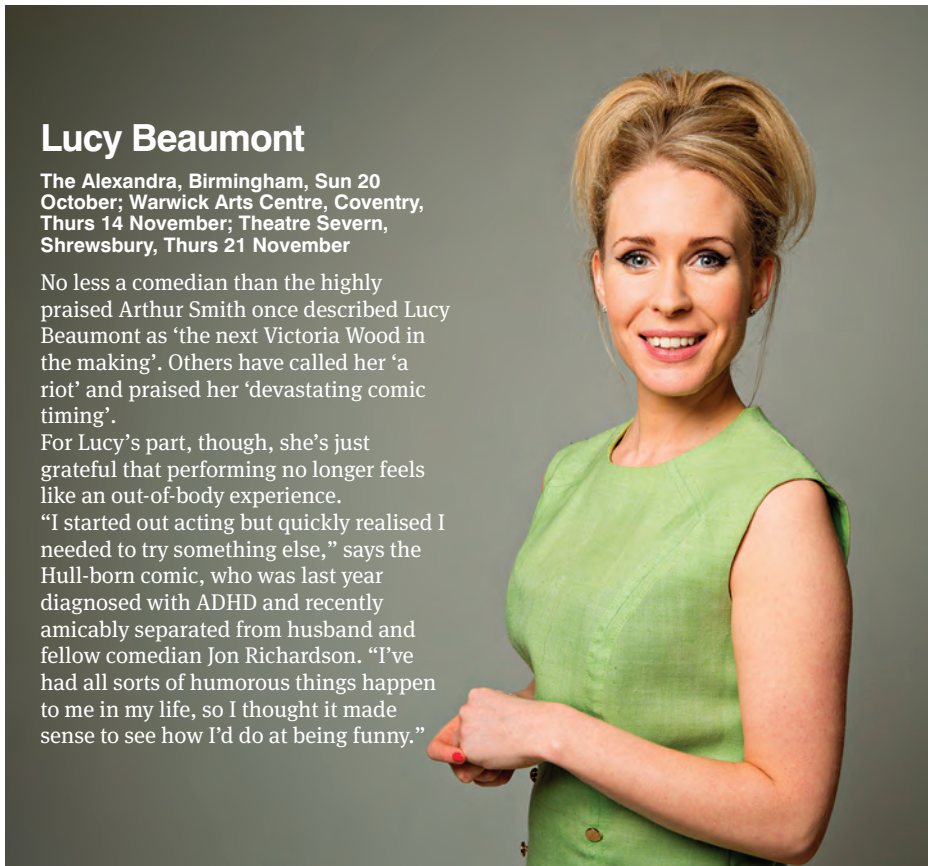 Lucy Beaumont
The Alexandra, Birmingham, Sun 20
October; Warwick Arts Centre, Coventry,
Thurs 14 November; Theatre Severn,
Shrewsbury, Thurs 21 November
No less a comedian than the highly
praised Arthur Smith once described Lucy
Beaumont as ‘the next Victoria Wood in
the making’. Others have called her ‘a
riot’ and praised her ‘devastating comic
timing’.
For Lucy’s part, though, she’s just
grateful that performing no longer feels
like an out-of-body experience.
“I started out acting but quickly realised I
needed to try something else,” says the
Hull-born comic, who was last year
diagnosed with ADHD and recently
amicably separated from husband and
fellow comedian Jon Richardson. “I’ve
had all sorts of humorous things happen
to me in my life, so I thought it made
sense to see how I’d do at being funny.”